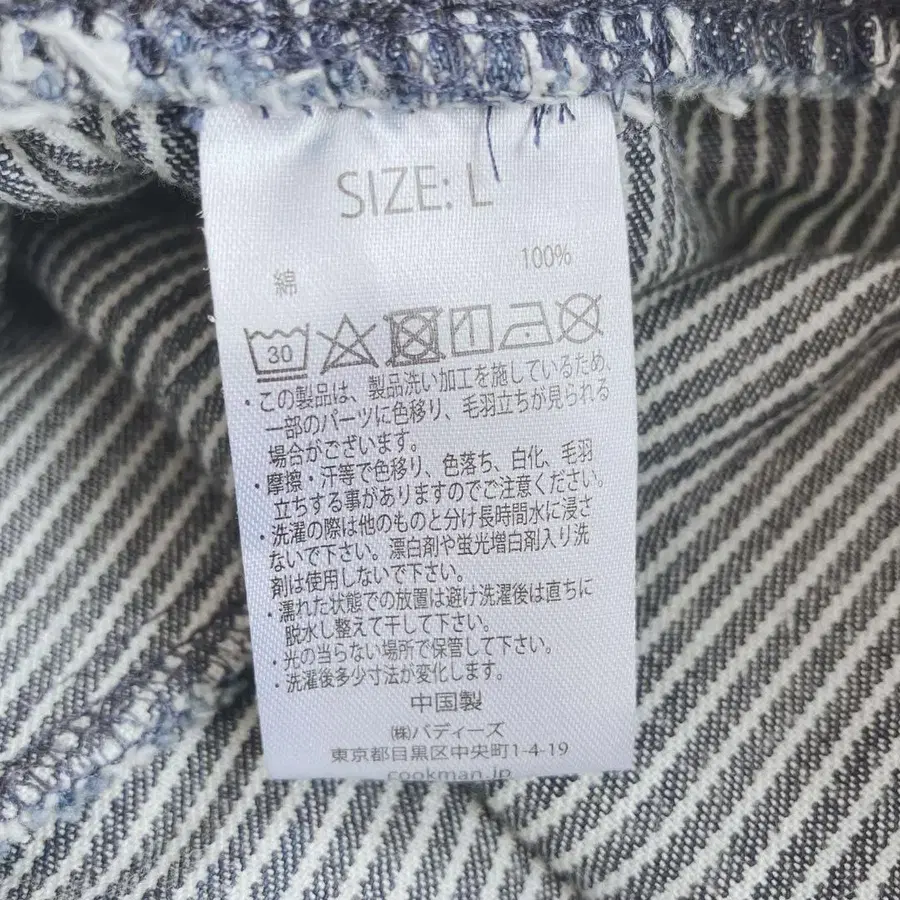 SIZE: L
綿 100%
30
・この製品は、製品洗い加工を施しているため、
一部のパーツに色移り、毛羽立ちが見られる
場合がございます。
・摩擦・汗等で色移り、色落ち、白化、毛羽
立ちする事がありますのでご注意ください。
・洗濯の際は他のものと分け長時間水に浸さ
ないで下さい。漂白剤や蛍光増白剤入り洗
剤は使用しないで下さい。
・濡れた状態での放置は避け洗濯後は直ちに
脱水し整えて干して下さい。
・光の当らない場所で保管して下さい。
・洗濯後多少寸法が変化します。
中国製
㈱バディーズ
東京都目黒区中央町1-4-19
cookman.jp